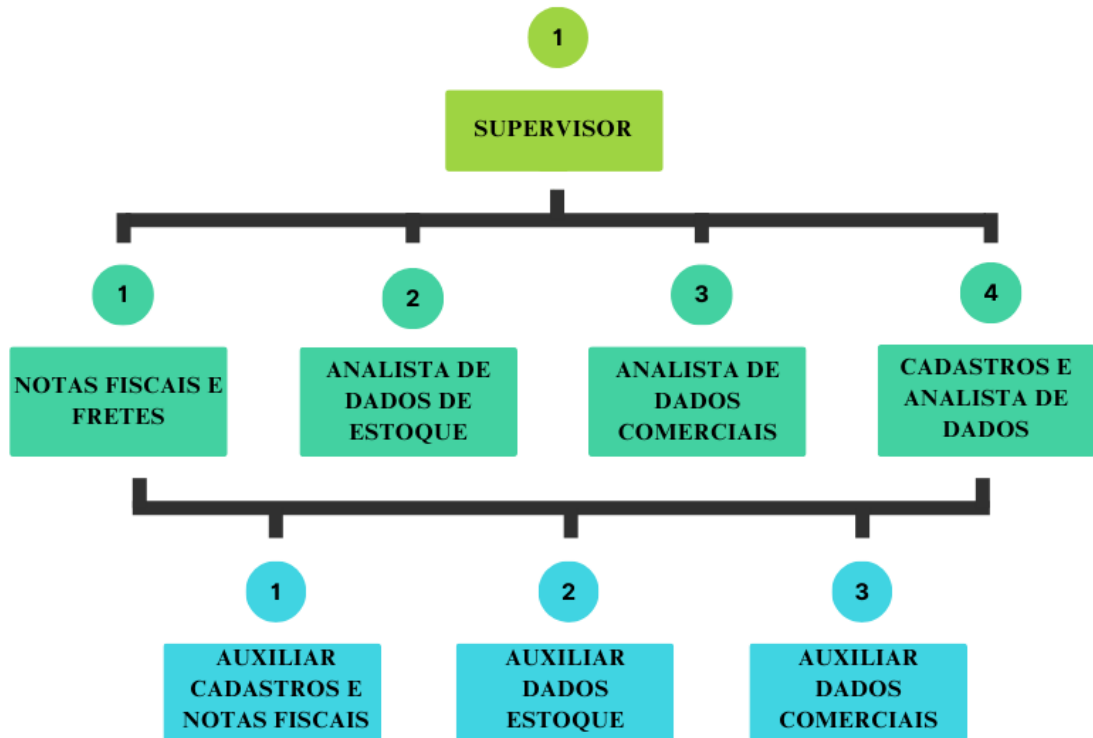 1
SUPERVISOR
1
2
3
4
NOTAS FISCAIS E
FRETES
ANALISTA DE
DADOS DE
ESTOQUE
ANALISTA DE
DADOS
COMERCIAIS
CADASTROS E
ANALISTA DE
DADOS
1
2
3
AUXILIAR
CADASTROS E
NOTAS FISCAIS
AUXILIAR
DADOS
ESTOQUE
AUXILIAR
DADOS
COMERCIAIS